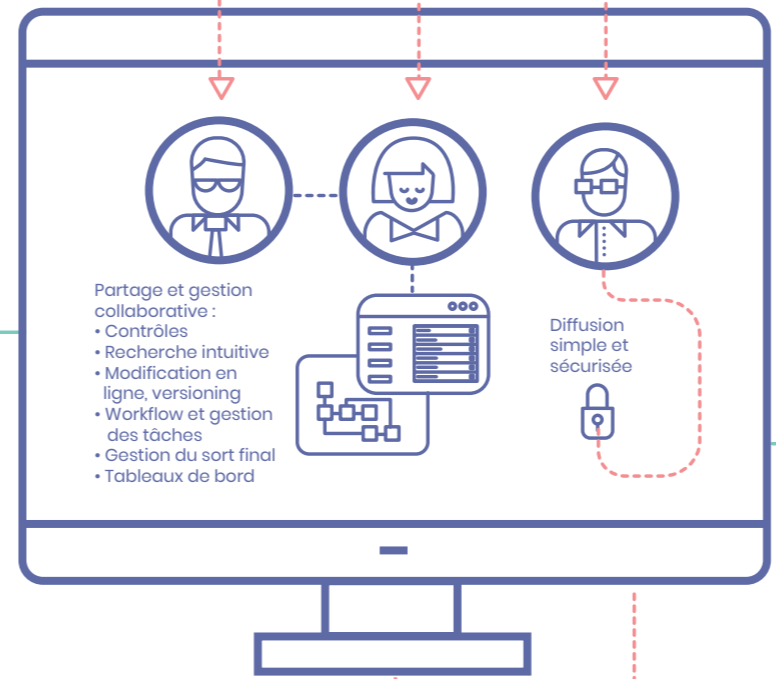 Partage et gestion
collaborative :
• Contrôles
• Recherche intuitive
• Modification en
ligne, versioning
• Workflow et gestion
des tâches
• Gestion du sort final
• Tableaux de bord
Diffusion
simple et
sécurisée